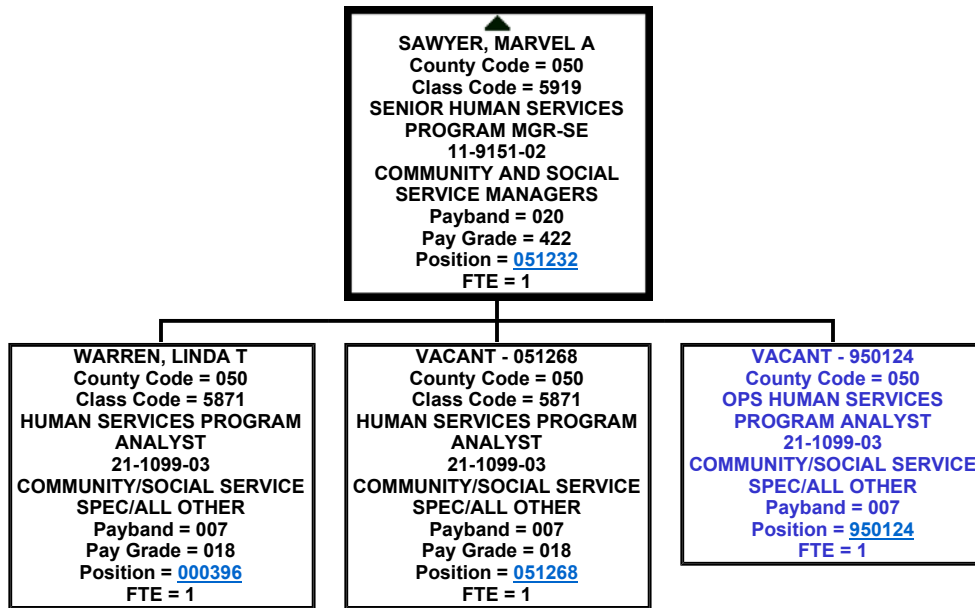 SAWYER, MARVEL A
County Code = 050
Class Code = 5919
SENIOR HUMAN SERVICES
PROGRAM MGR-SE
11-9151-02
COMMUNITY AND SOCIAL
SERVICE MANAGERS
Payband = 020
Pay Grade = 422
Position = 051232
FTE = 1
WARREN, LINDA T
County Code = 050
Class Code = 5871
HUMAN SERVICES PROGRAM
ANALYST
21-1099-03
COMMUNITY/SOCIAL SERVICE
SPEC/ALL OTHER
Payband = 007
Pay Grade = 018
Position = 000396
FTE = 1
VACANT - 051268
County Code = 050
Class Code = 5871
HUMAN SERVICES PROGRAM
ANALYST
21-1099-03
COMMUNITY/SOCIAL SERVICE
SPEC/ALL OTHER
Payband = 007
Pay Grade = 018
Position = 051268
FTE = 1
VACANT - 950124
County Code = 050
OPS HUMAN SERVICES
PROGRAM ANALYST
21-1099-03
COMMUNITY/SOCIAL SERVICE
SPEC/ALL OTHER
Payband = 007
Position = 950124
FTE = 1